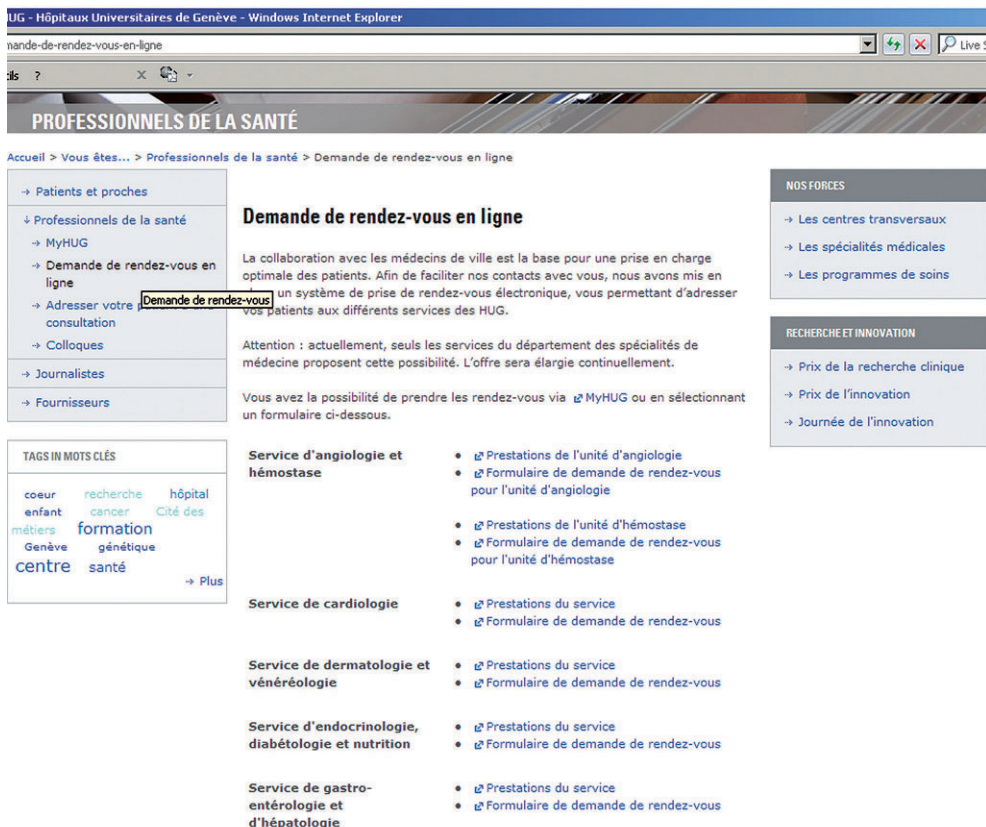 UG - Hôpitaux Universitaires de Genève - Windows Internet Explorer
mande-de-rendez-vous-en-ligne
Live
ils ?
PROFESSIONNELS DE LA SANTÉ
Accueil > Vous êtes... > Professionnels de la santé > Demande de rendez-vous en ligne
→ Patients et proches
↓ Professionnels de la santé
→ MyHUG
→ Demande de rendez-vous en
ligne
→ Adresser votre
consultation
→ Colloques
→ Journalistes
→ Fournisseurs
Demande de rendez-vous
TAGS IN MOTS CLÉS
coeur recherche hôpital
enfant cancer Cité des
métiers formation
Genève génétique
centre santé
→ Plus
Demande de rendez-vous en ligne
La collaboration avec les médecins de ville est la base pour une prise en charge
optimale des patients. Afin de faciliter nos contacts avec vous, nous avons mis en
un système de prise de rendez-vous électronique, vous permettant d'adresser
vos patients aux différents services des HUG.
Attention : actuellement, seuls les services du département des spécialités de
médecine proposent cette possibilité. L'offre sera élargie continuellement.
Vous avez la possibilité de prendre les rendez-vous via MyHUG ou en sélectionnant
un formulaire ci-dessous.
Service d'angiologie et
hémostase
• Prestations de l'unité d'angiologie
• Formulaire de demande de rendez-vous
pour l'unité d'angiologie
• Prestations de l'unité d'hémostase
• Formulaire de demande de rendez-vous
pour l'unité d'hémostase
Service de cardiologie
• Prestations du service
• Formulaire de demande de rendez-vous
Service de dermatologie et
vénéréologie
• Prestations du service
• Formulaire de demande de rendez-vous
Service d'endocrinologie,
diabétologie et nutrition
• Prestations du service
• Formulaire de demande de rendez-vous
Service de gastro-
entérologie et
d'hépatologie
• Prestations du service
• Formulaire de demande de rendez-vous
NOS FORCES
→ Les centres transversaux
→ Les spécialités médicales
→ Les programmes de soins
RECHERCHE ET INNOVATION
→ Prix de la recherche clinique
→ Prix de l'innovation
→ Journée de l'innovation